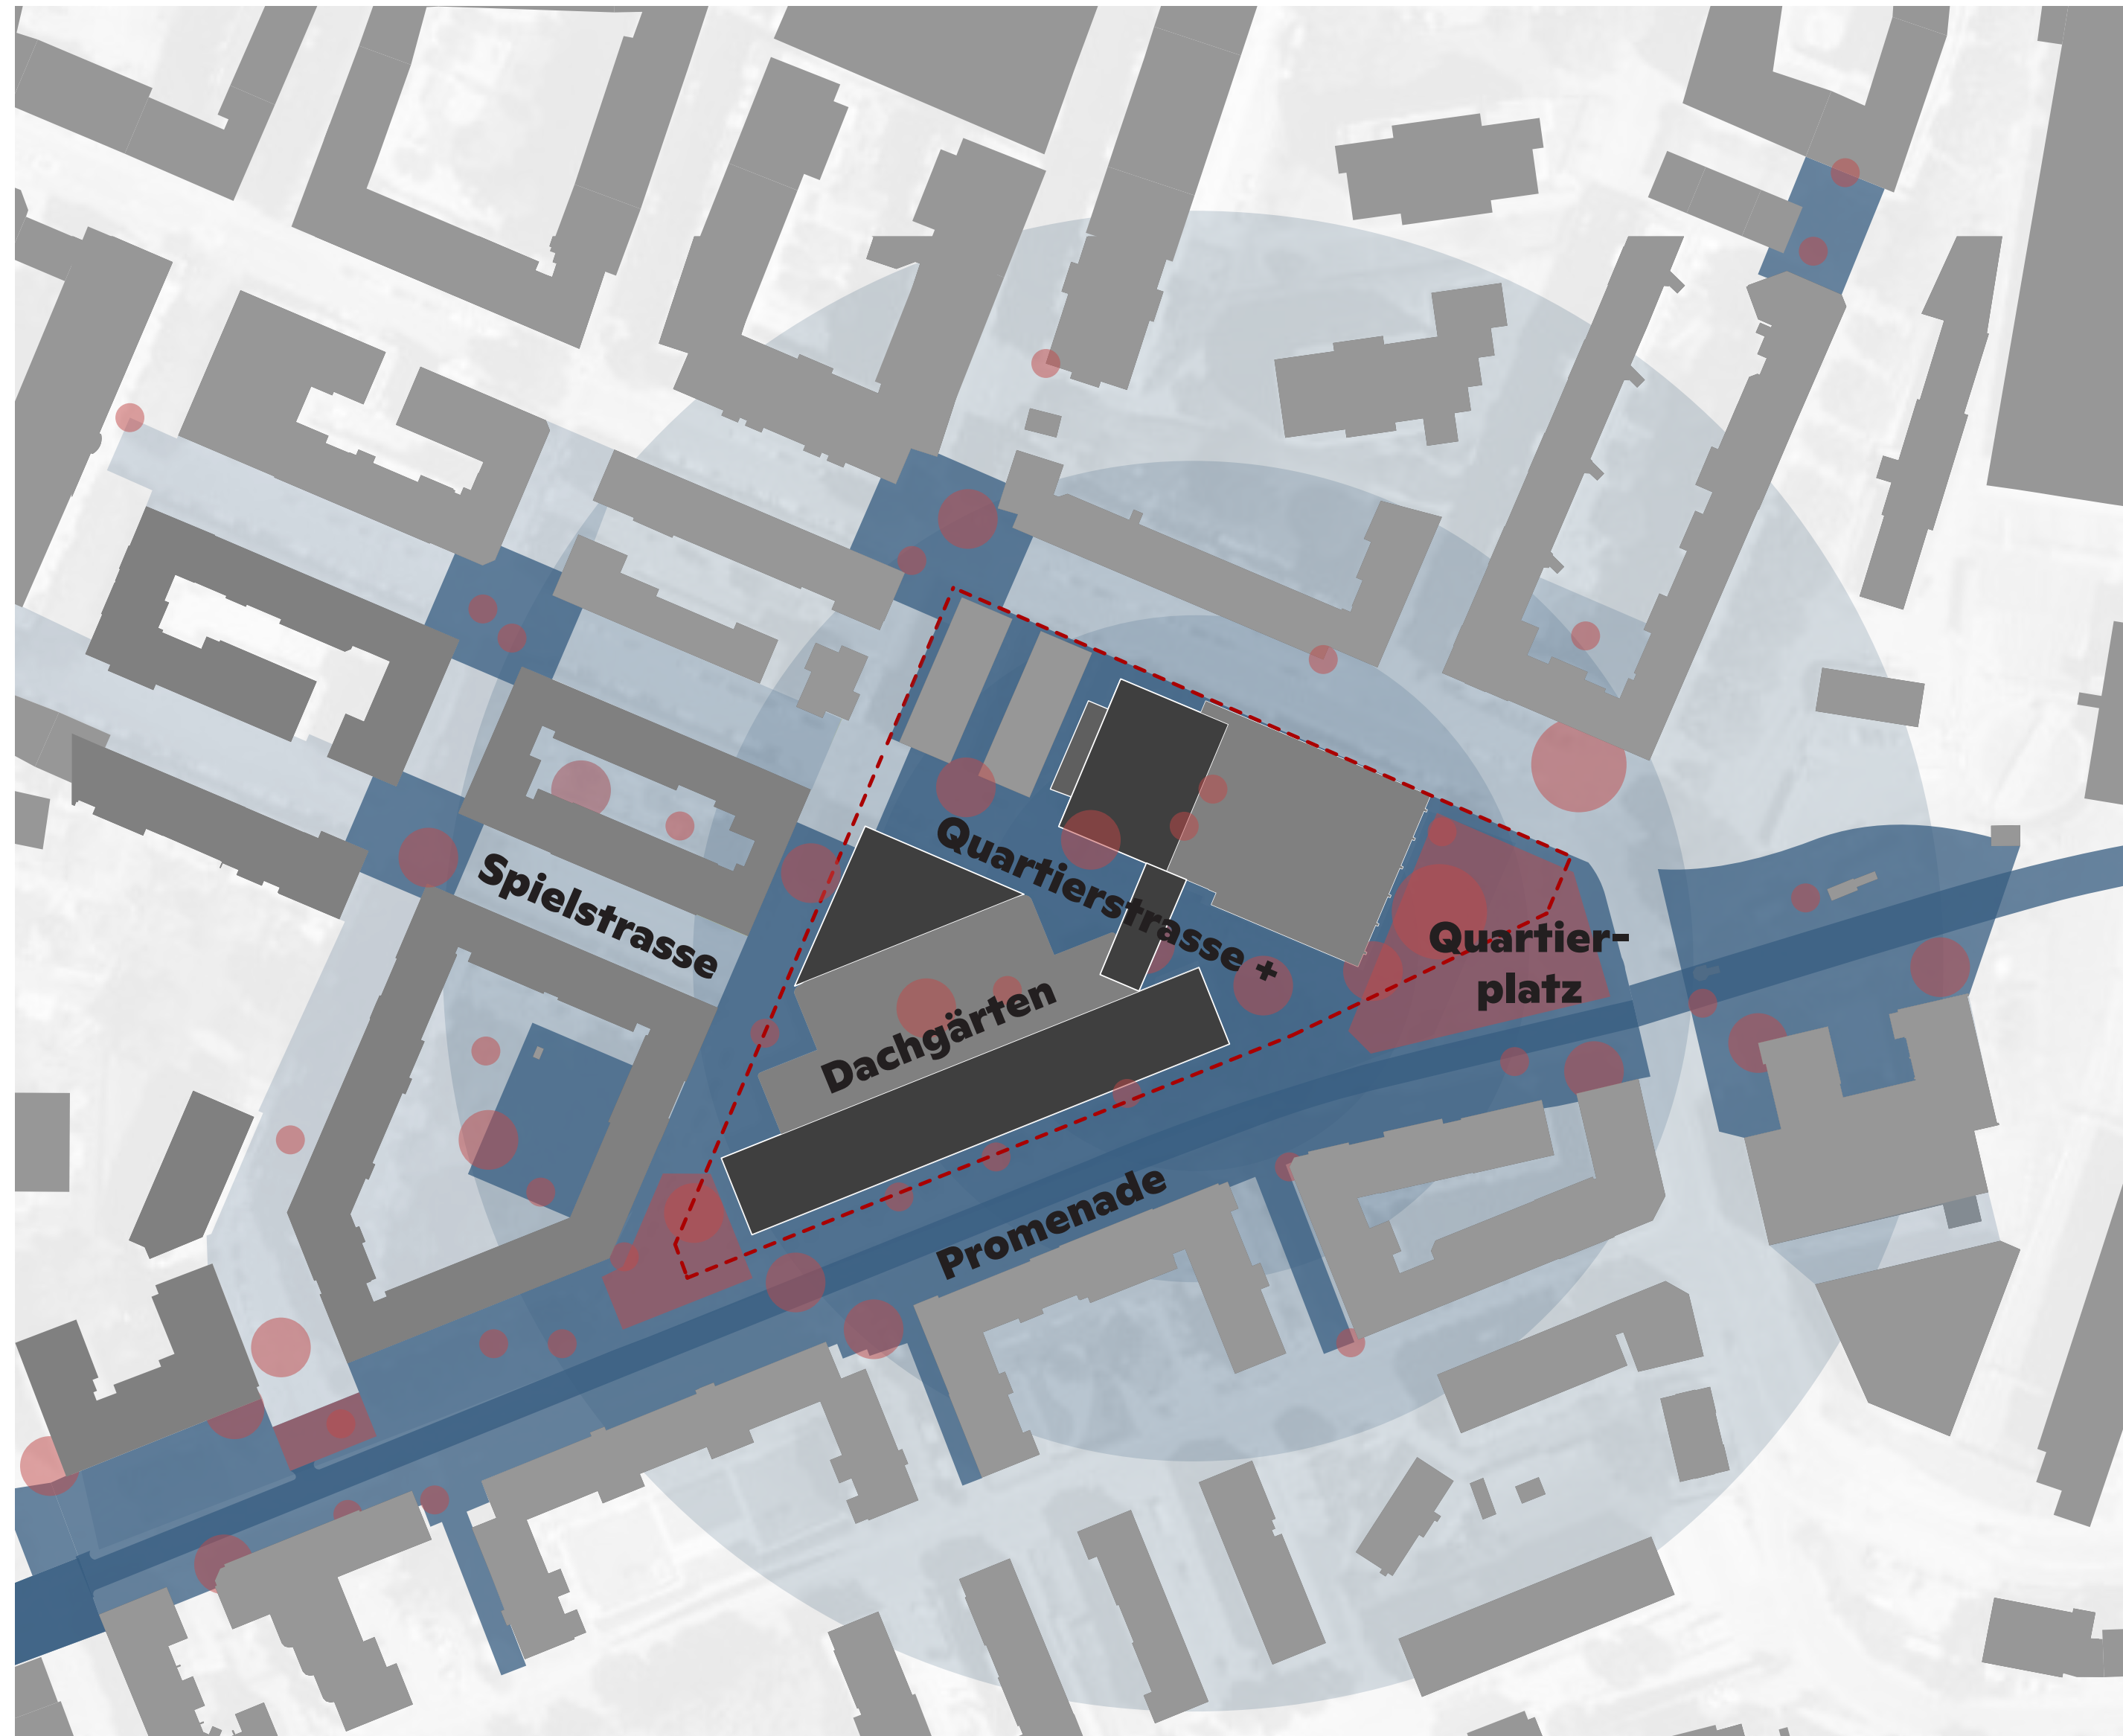 Quartierstrasse +
Spielstrasse
Quartier-
platz
Dachgärten
Promenade